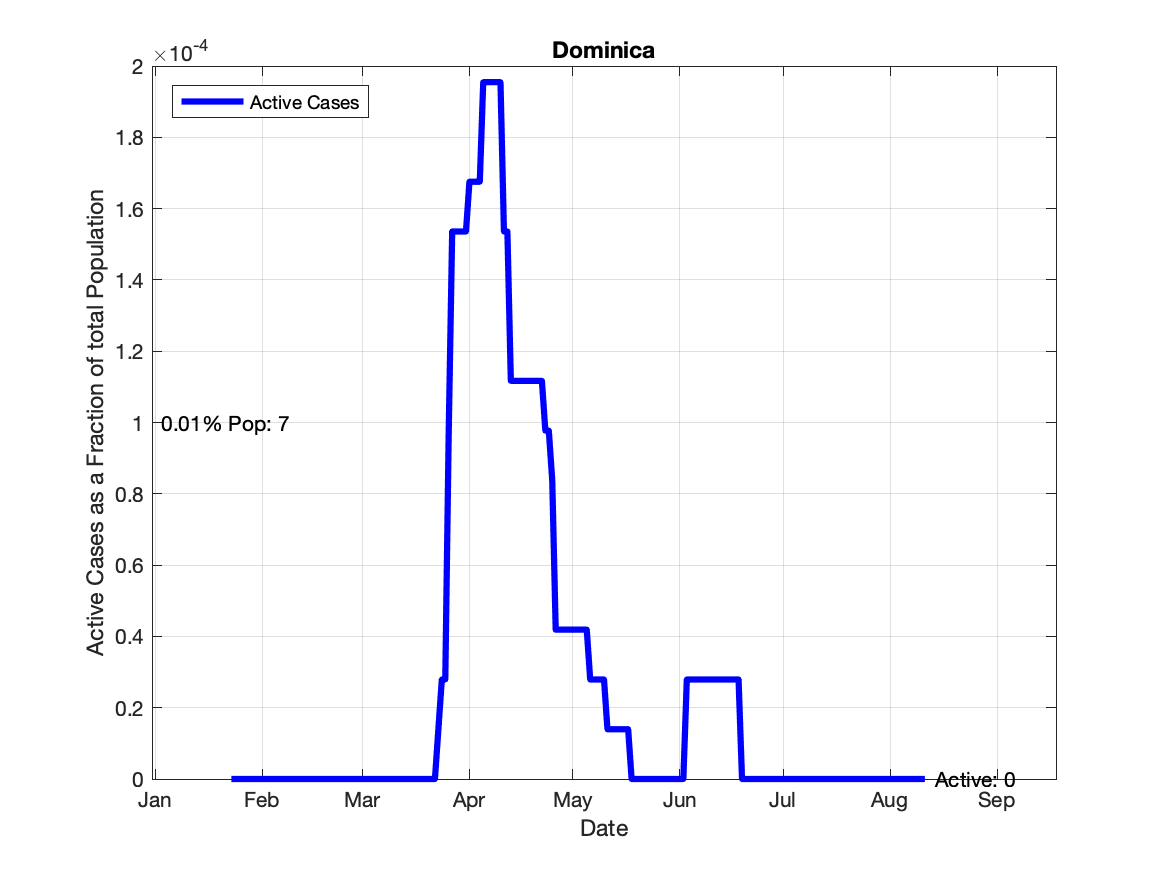 Dominica
×10-4
2
1.8
1.6
1.4
1.2
1
0.8
0.6
0.4
0.2
0
Active Cases as a Fraction of total Population
Active Cases
0.01% Pop: 7
Active: 0
Jan Feb Mar Apr May Jun Jul Aug Sep
Date